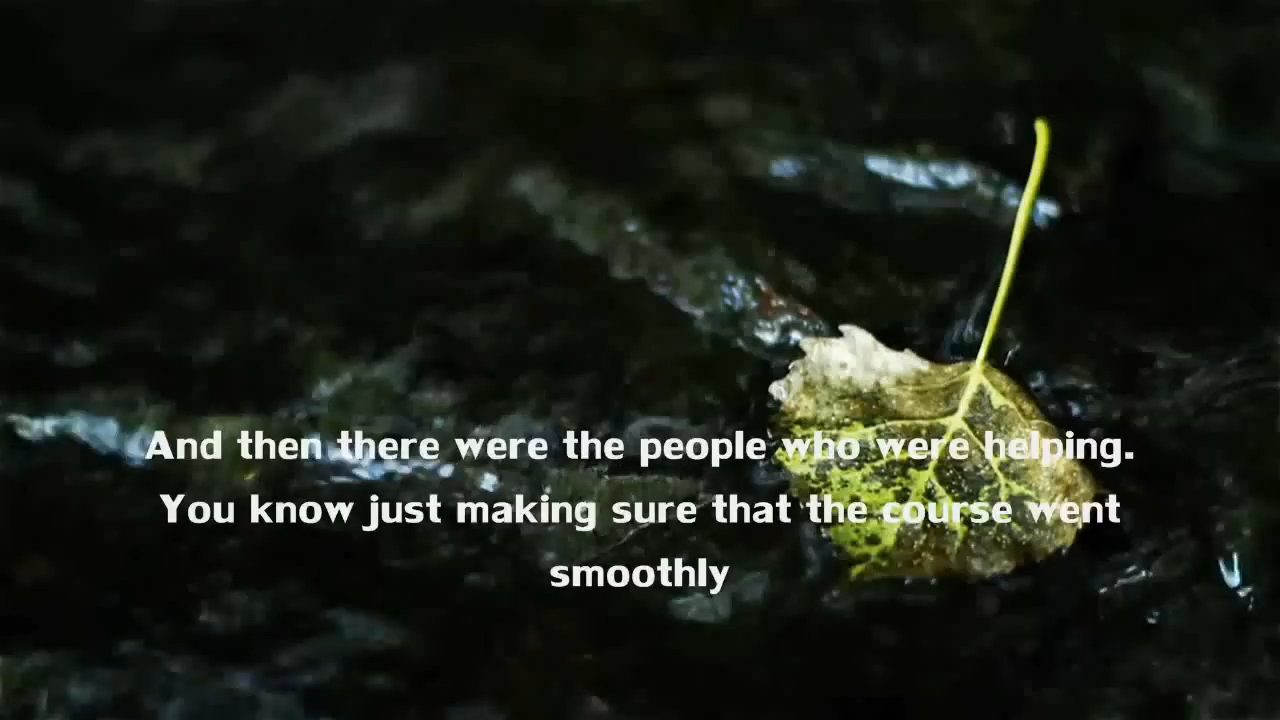 And then there were the people who were helping.
You know just making sure that the course went
smoothly